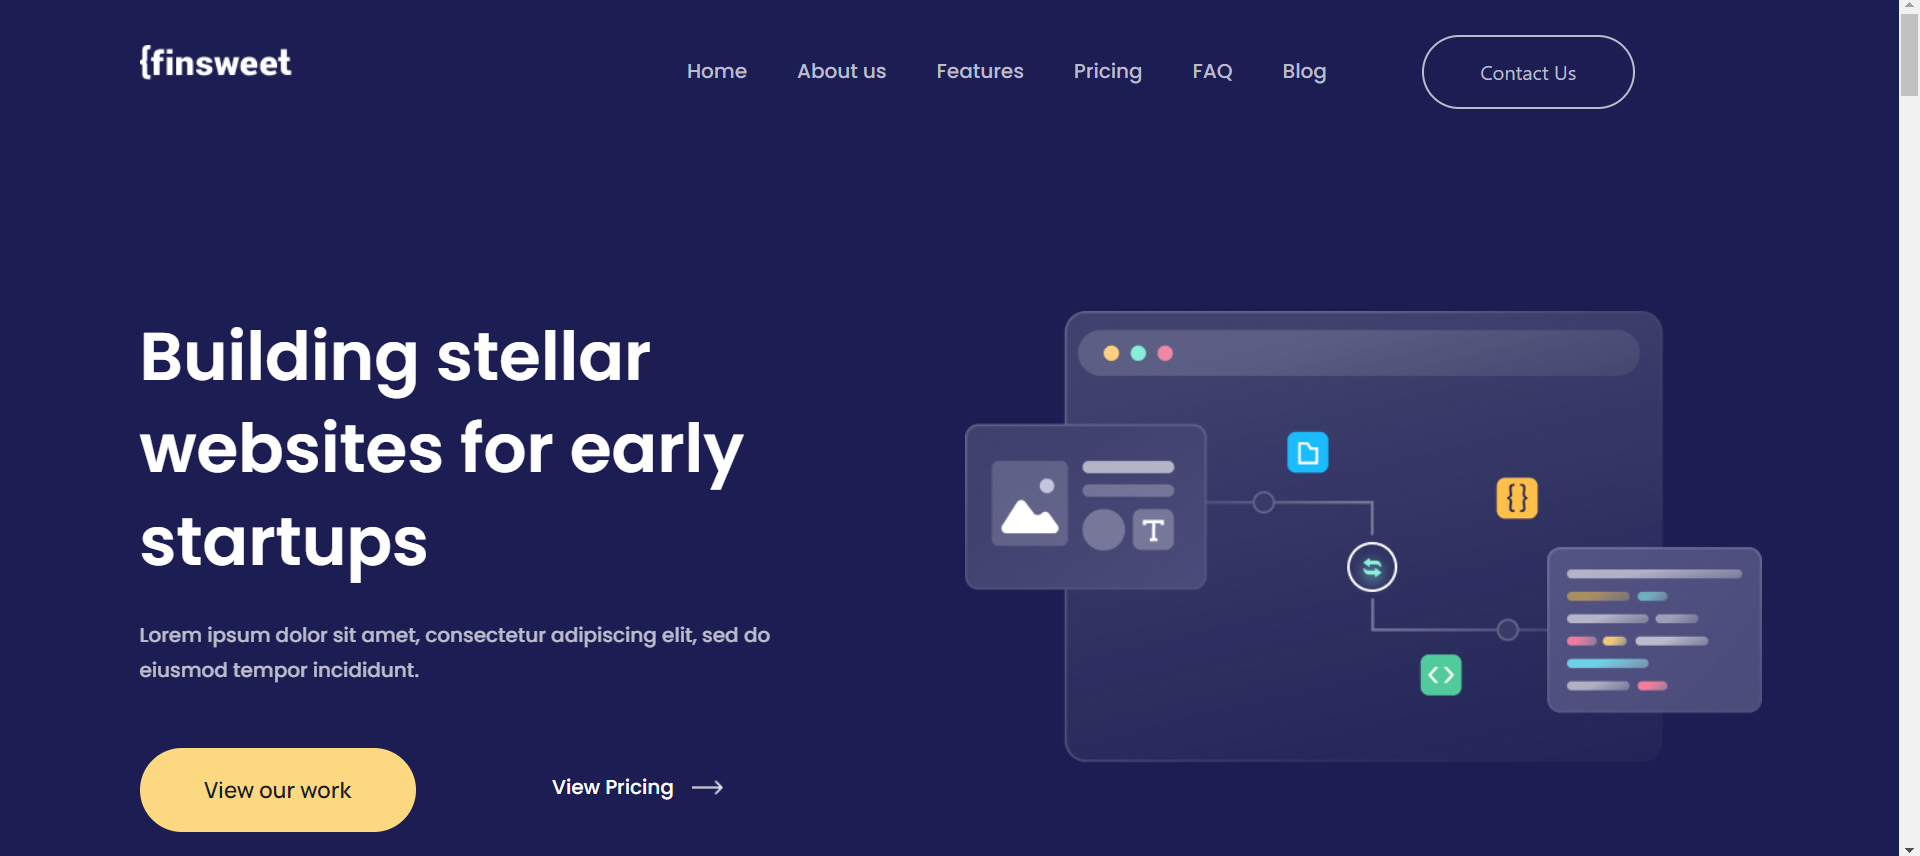 {finsweet
Home About us Features Pricing FAQ Blog Contact Us
Building stellar
websites for early
startups
T
{}
<>
Lorem ipsum dolor sit amet, consectetur adipiscing elit, sed do
eiusmod tempor incididunt.
View our work
View Pricing →